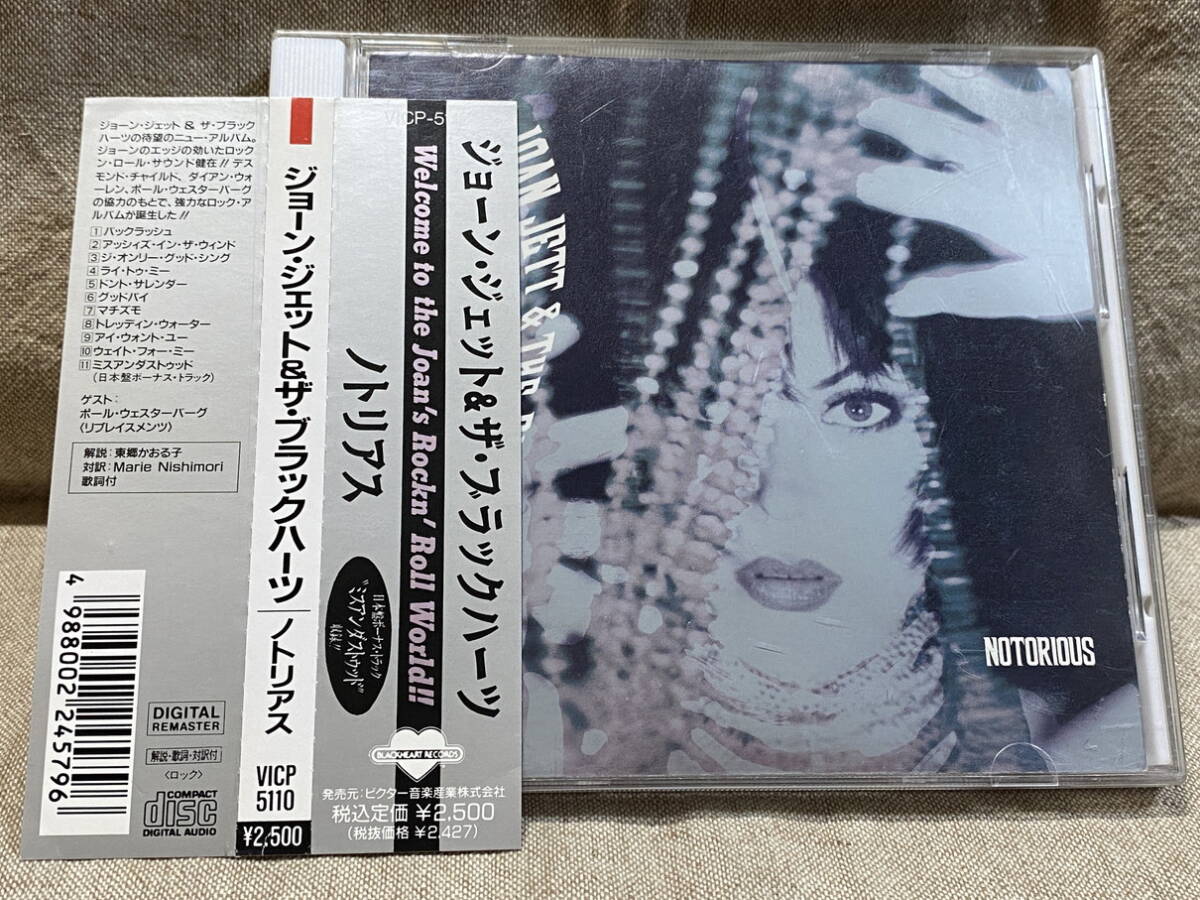 ジョーン・ジェット & ザ・ブラック
ハーツの待望のニュー・アルバム。
ジョーンのエッジの効いたロック
ン・ロール・サウンド健在!! デス
モンド・チャイルド、ダイアン・ウォ
ーレン、ポール・ウェスターバーグ
の協力のもとで、強力なロック・ア
ルバムが誕生した!!
1 バックラッシュ
2 アッシィズ・イン・ザ・ウィンド
3 ジ・オンリー・グッド・シング
4 ライ・トゥ・ミー
5 ドント・サレンダー
6 グッドバイ
7 マチズモ
8 トレッディン・ウォーター
9 アイ・ウォント・ユー
10 ウェイト・フォー・ミー
11 ミスアンダストゥッド
(日本盤ボーナス・トラック)
ゲスト:
ポール・ウェスターバーグ
〈リプレイスメンツ〉
解説:東郷かおる子
対訳:Marie Nishimori
歌詞付
4 988002 245796
DIGITAL
REMASTER
解説・歌詞・対訳付
〈ロック〉
COMPACT
disc
DIGITAL AUDIO
ジョーン・ジェット&ザ・ブラックハーツ
ノトリアス
VICP
5110
¥2,500
VICP-5
ジョーン・ジェット&ザ・ブラックハーツ
Welcome to the Joan's Rockn' Roll World!!
ノトリアス
日本盤ボーナス・トラック
"ミスアンダストゥッド"
収録!!
BLACKHEART RECORDS
発売元:ビクター音楽産業株式会社
税込定価 ¥2,500
(税抜価格 ¥2,427)
JOAN JETT & THE B
NOTORIOUS